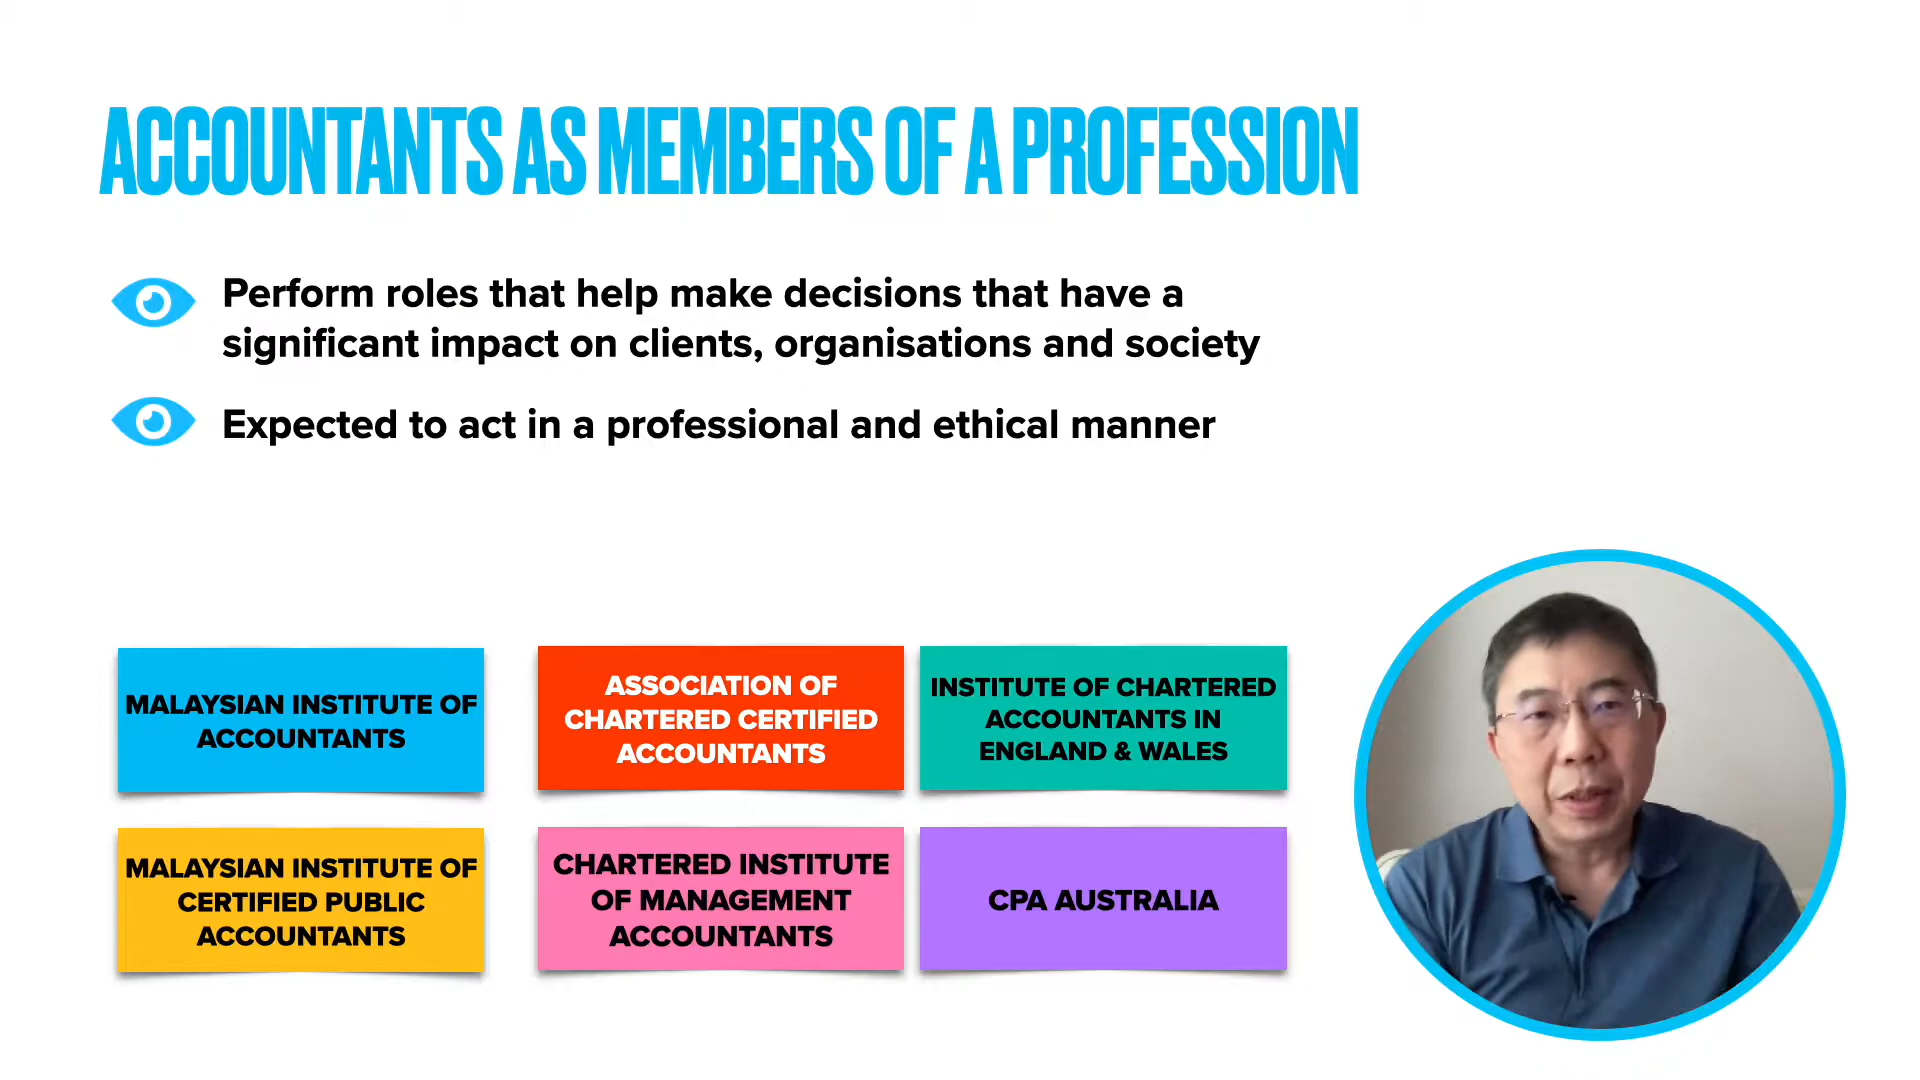 ACCOUNTANTS AS MEMBERS OF A PROFESSION
Perform roles that help make decisions that have a
significant impact on clients, organisations and society
Expected to act in a professional and ethical manner
MALAYSIAN INSTITUTE OF
ACCOUNTANTS
ASSOCIATION OF
CHARTERED CERTIFIED
ACCOUNTANTS
INSTITUTE OF CHARTERED
ACCOUNTANTS IN
ENGLAND & WALES
MALAYSIAN INSTITUTE OF
CERTIFIED PUBLIC
ACCOUNTANTS
CHARTERED INSTITUTE
OF MANAGEMENT
ACCOUNTANTS
CPA AUSTRALIA